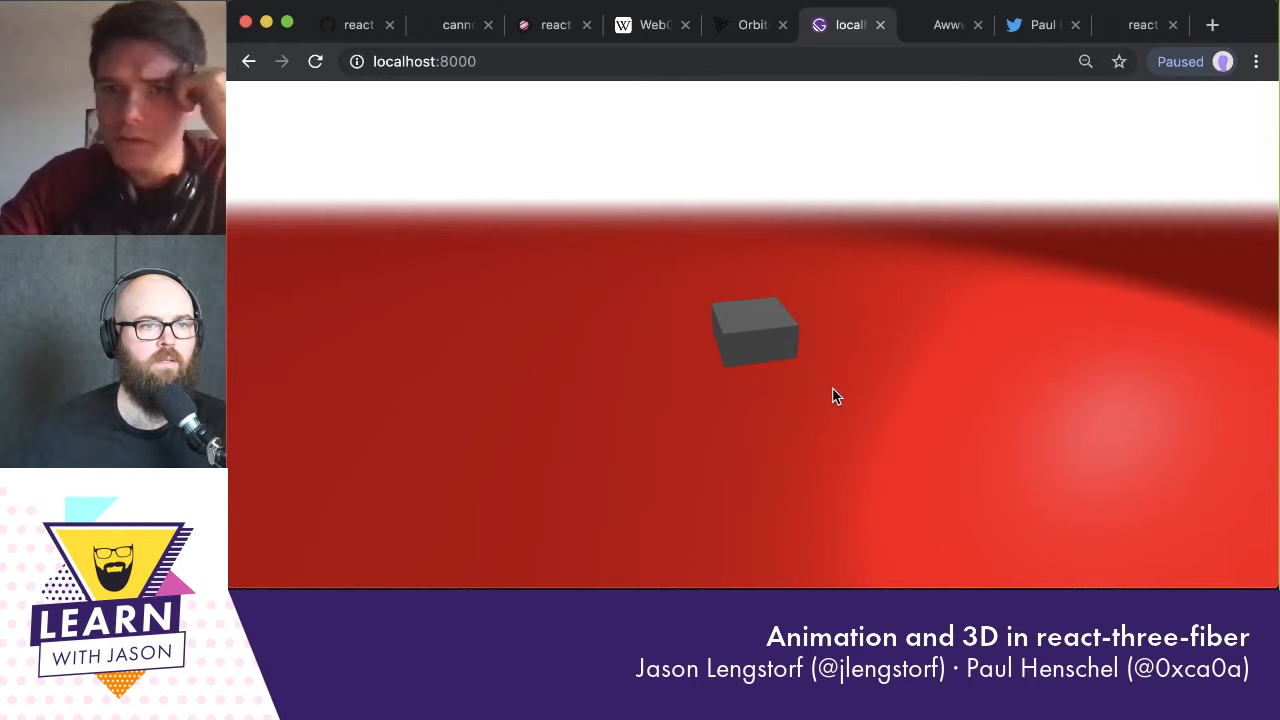 react
cann
react
WebG
Orbit
local
Aww
Paul
react
localhost:8000
Paused
LEARN
WITH JASON
Animation and 3D in react-three-fiber
Jason Lengstorf (@jlengstorf) · Paul Henschel (@0xca0a)